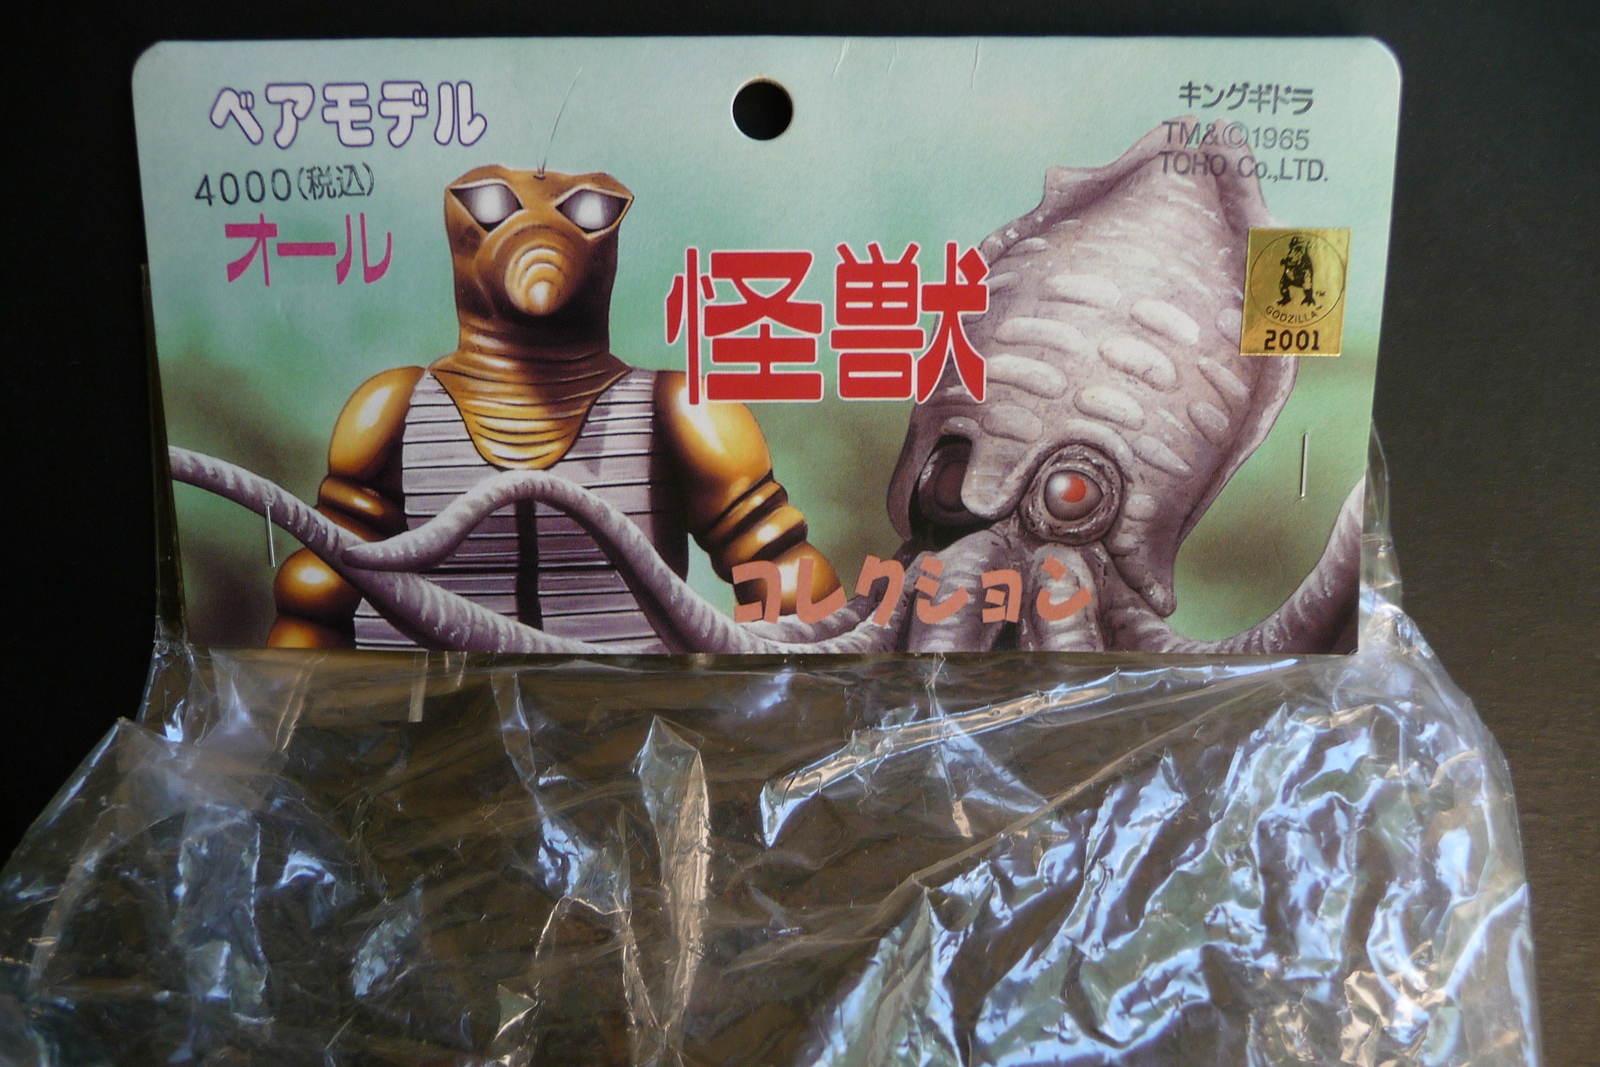 ベアモデル
4000(税込)
オール
怪獣
コレクション
キングギドラ
TM&©1965
TOHO Co.,LTD.
GODZILLA™
2001